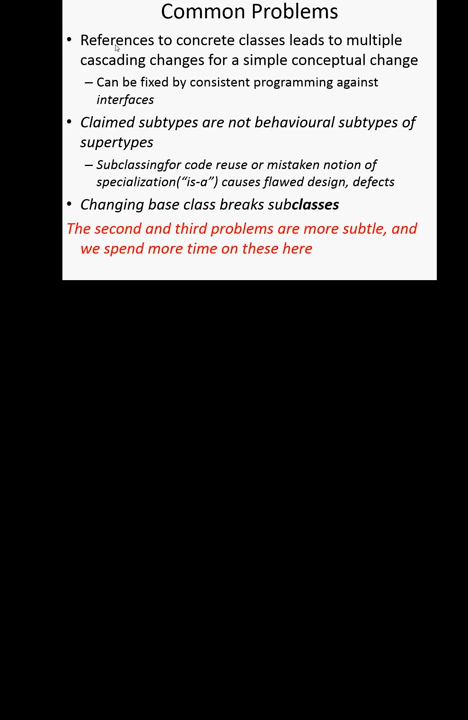 Common Problems
• References to concrete classes leads to multiple
cascading changes for a simple conceptual change
– Can be fixed by consistent programming against
interfaces
• Claimed subtypes are not behavioural subtypes of
supertypes
– Subclassingfor code reuse or mistaken notion of
specialization(“is-a”) causes flawed design, defects
• Changing base class breaks subclasses
The second and third problems are more subtle, and
we spend more time on these here